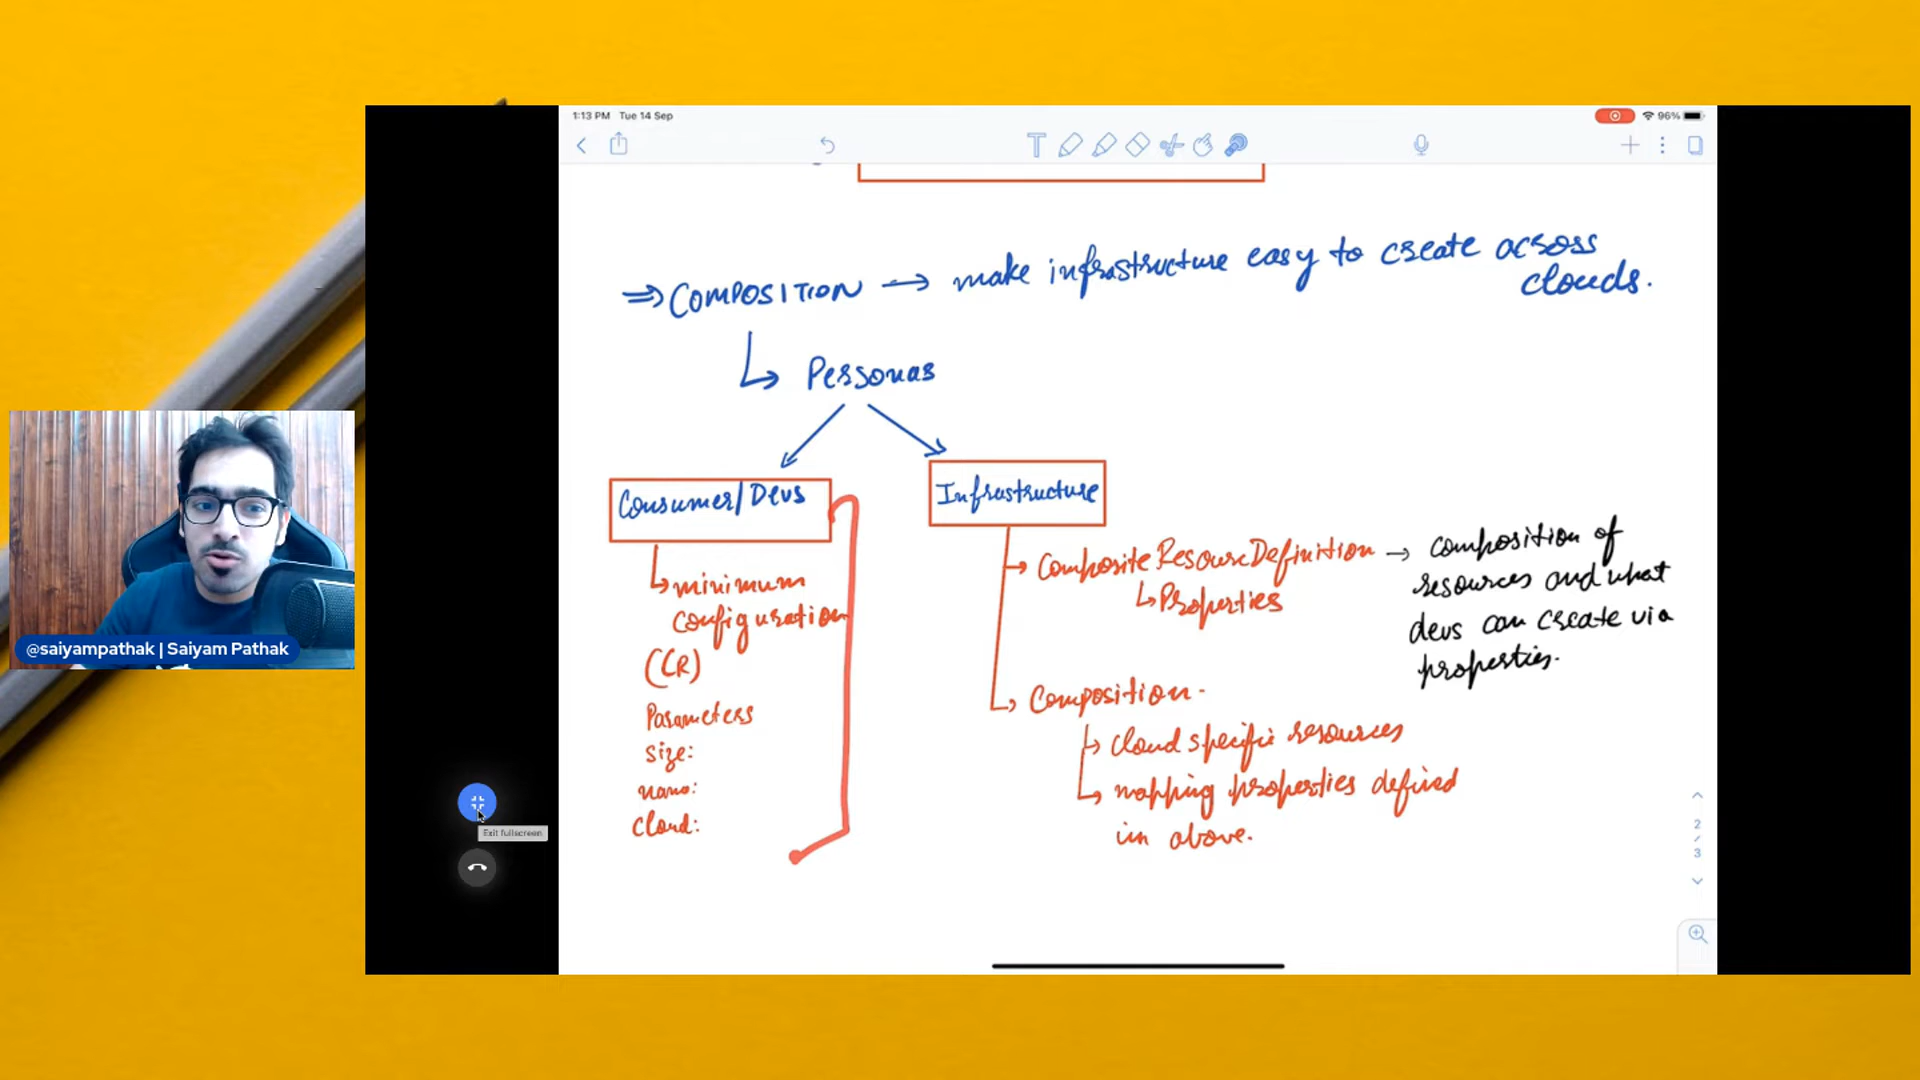 1:13 PM Tue 14 Sep
96%
⇒ COMPOSITION → make infrastructure easy to create across
clouds.
Personas
Consumer/Devs
Infrastructure
minimum
configuration
(CR)
Parameters
size:
name:
cloud:
Composite Resource Definition → composition of
resources and what
devs can create via
properties.
Properties
Composition.
cloud specific resources
mapping properties defined
in above.
@saiyampathak | Saiyam Pathak
Exit fullscreen
2
/
3